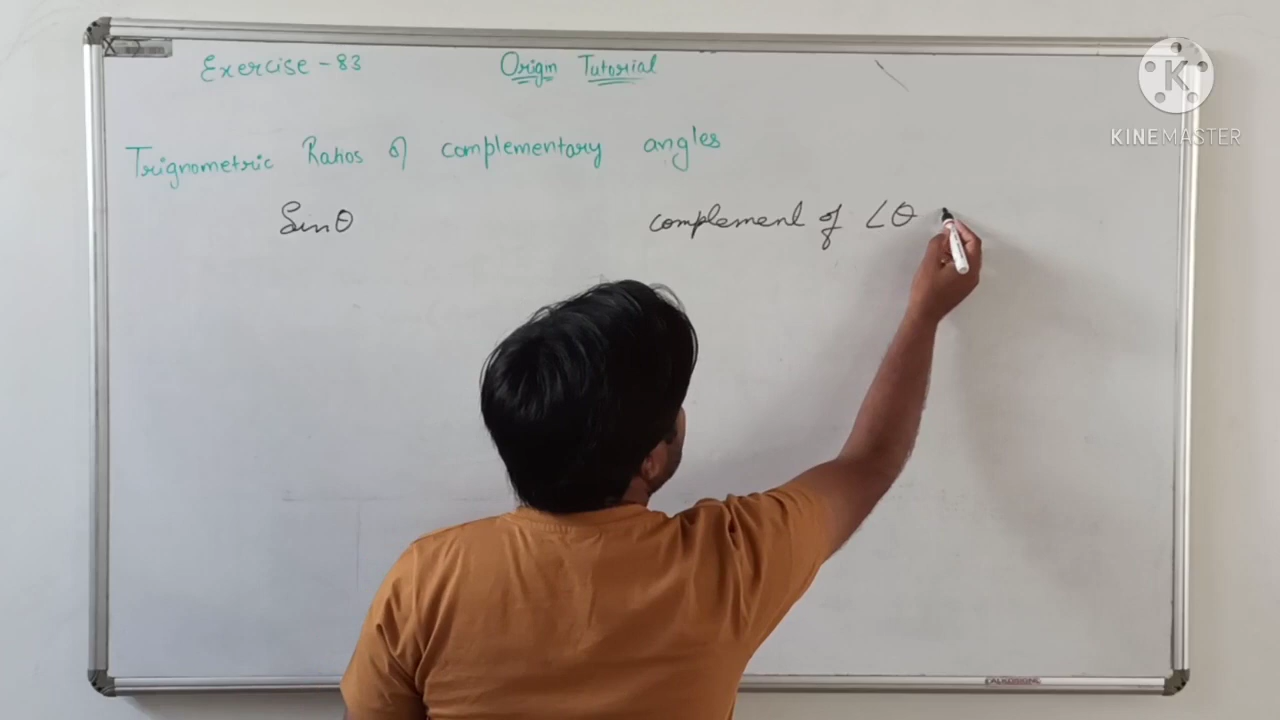 Exercise - 83 Origin Tutorial
K
KINEMASTER
Trignometric Ratios of complementary angles
Sinθ complement of ∠θ